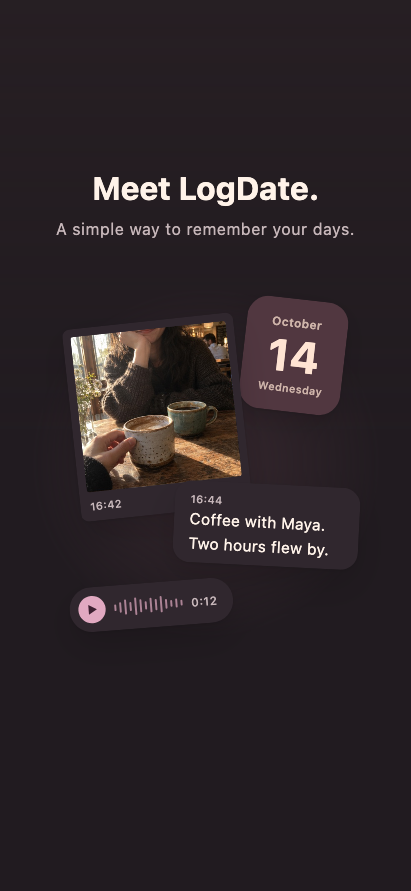 Meet LogDate.
A simple way to remember your days.
October
14
Wednesday
16:42
16:44
Coffee with Maya.
Two hours flew by.
0:12